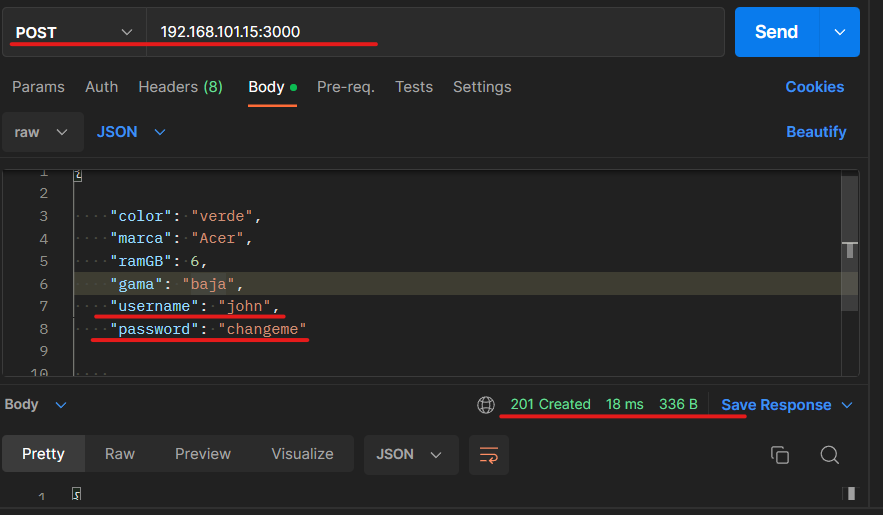 POST 192.168.101.15:3000 Send
Params Auth Headers (8) Body Pre-req. Tests Settings Cookies
raw JSON Beautify
1 {
2
3 "color": "verde",
4 "marca": "Acer",
5 "ramGB": 6,
6 "gama": "baja",
7 "username": "john",
8 "password": "changeme"
9
10
Body 201 Created 18 ms 336 B Save Response
Pretty Raw Preview Visualize JSON
1 {